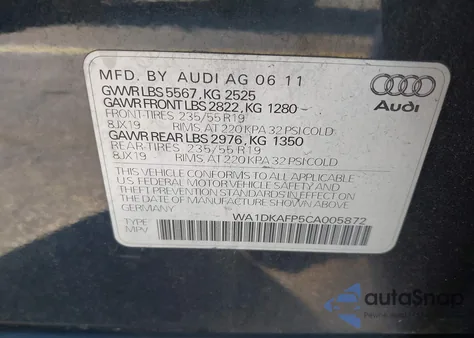 MFD. BY AUDI AG 06.11
GVWR LBS 5567, KG 2525
GAWR FRONT LBS 2822, KG 1280
FRONT-TIRES 235/55 R19
8JX19 RIMS, AT 220 KPA 32 PSI COLD
GAWR REAR LBS 2976, KG 1350
REAR-TIRES 235/55 R19
8JX19 RIMS, AT 220 KPA 32 PSI COLD
THIS VEHICLE CONFORMS TO ALL APPLICABLE
U.S. FEDERAL MOTOR VEHICLE SAFETY AND
THEFT PREVENTION STANDARDS IN EFFECT ON
THE DATE OF MANUFACTURE SHOWN ABOVE.
GERMANY
WA1DKAFP5CA005872
TYPE:
MPV
Audi
autoSnap